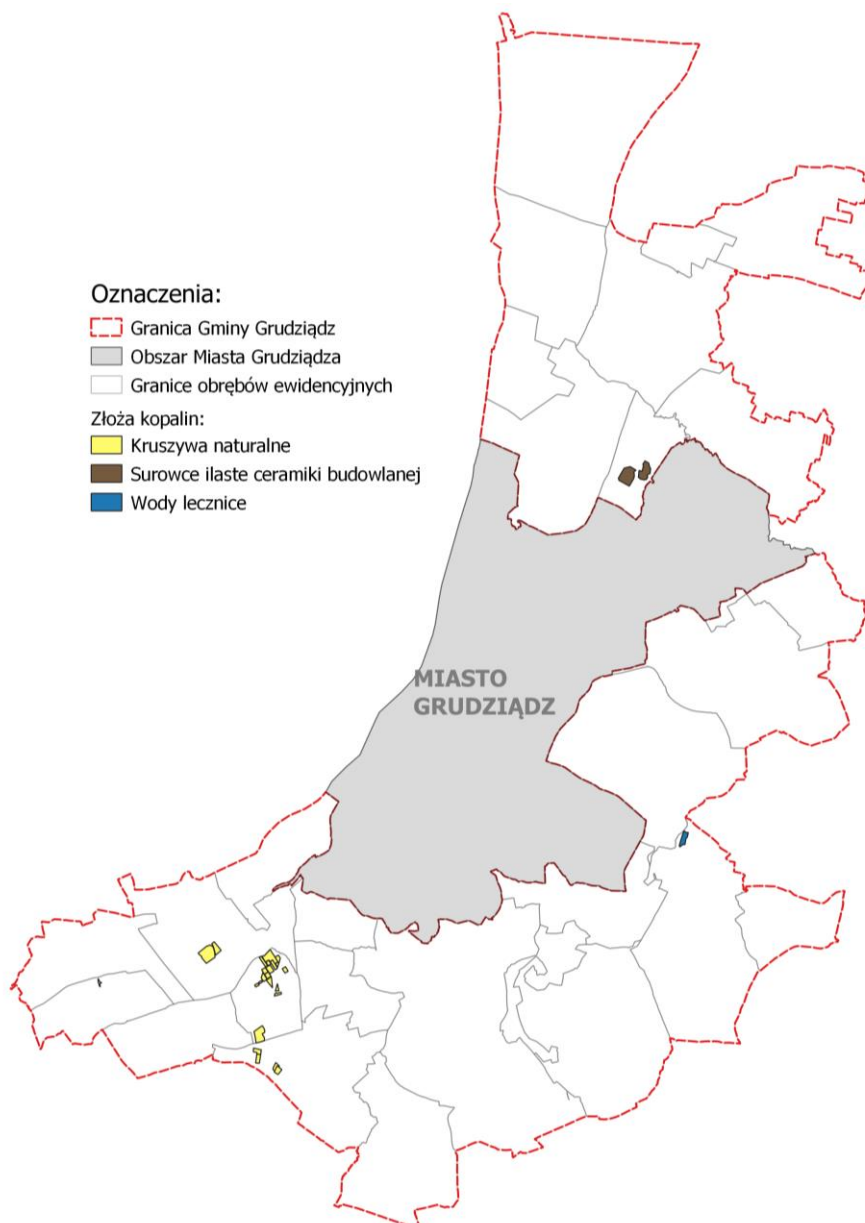 Oznaczenia:
Granica Gminy Grudziądz
Obszar Miasta Grudziądza
Granice obrębów ewidencyjnych
Złoża kopalin:
Kruszywa naturalne
Surowce ilaste ceramiki budowlanej
Wody lecznice
MIASTO
GRUDZIĄDZ